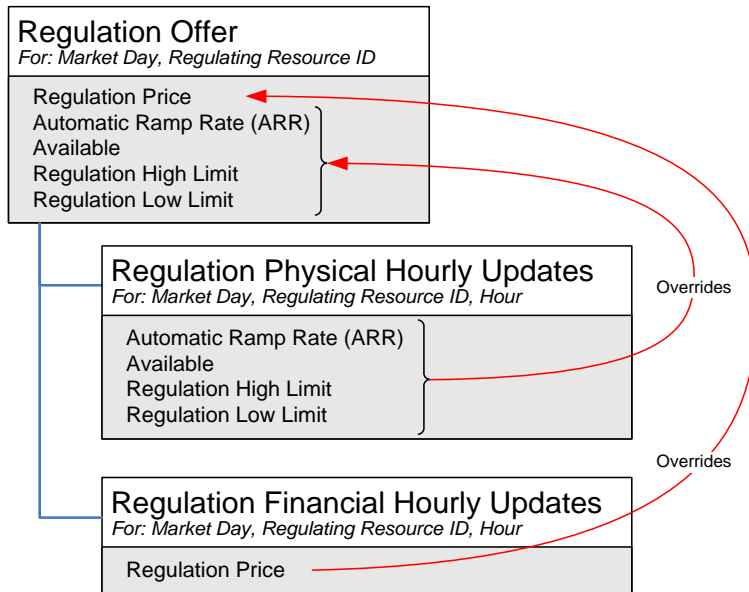 Regulation Offer
For: Market Day, Regulating Resource ID
Regulation Price
Automatic Ramp Rate (ARR)
Available
Regulation High Limit
Regulation Low Limit
Regulation Physical Hourly Updates
For: Market Day, Regulating Resource ID, Hour
Overrides
Automatic Ramp Rate (ARR)
Available
Regulation High Limit
Regulation Low Limit
Overrides
Regulation Financial Hourly Updates
For: Market Day, Regulating Resource ID, Hour
Regulation Price